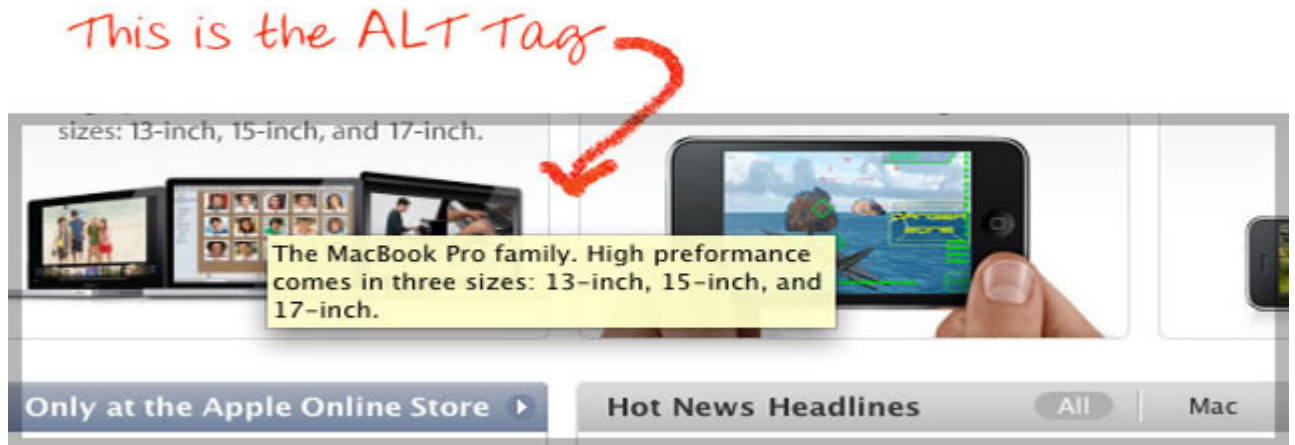 This is the ALT Tag
sizes: 13-inch, 15-inch, and 17-inch.
DANGER
ZONE
The MacBook Pro family. High preformance
comes in three sizes: 13-inch, 15-inch, and
17-inch.
Only at the Apple Online Store
Hot News Headlines
All
Mac